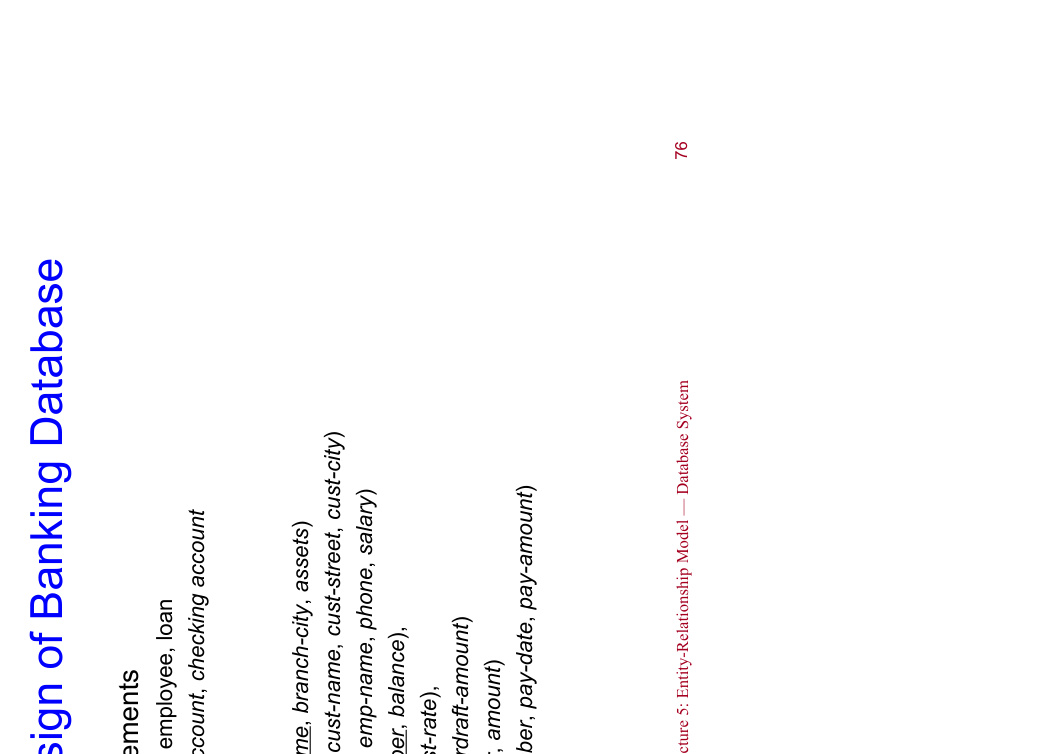 sign of Banking Database
ements
employee, loan
ccount, checking account
me, branch-city, assets)
cust-name, cust-street, cust-city)
emp-name, phone, salary)
ber, balance),
st-rate),
rdraft-amount)
, amount)
ber, pay-date, pay-amount)
cture 5: Entity-Relationship Model — Database System
76